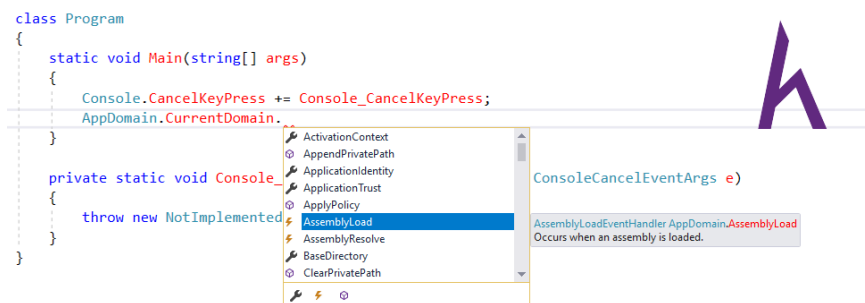 class Program
{
static void Main(string[] args)
{
Console.CancelKeyPress += Console_CancelKeyPress;
AppDomain.CurrentDomain.
}
ActivationContext
AppendPrivatePath
ApplicationIdentity
ApplicationTrust
ApplyPolicy
AssemblyLoad
AssemblyResolve
BaseDirectory
ClearPrivatePath
private static void Console_ ConsoleCancelEventArgs e)
{
throw new NotImplemented
}
}
AssemblyLoadEventHandler AppDomain.AssemblyLoad
Occurs when an assembly is loaded.